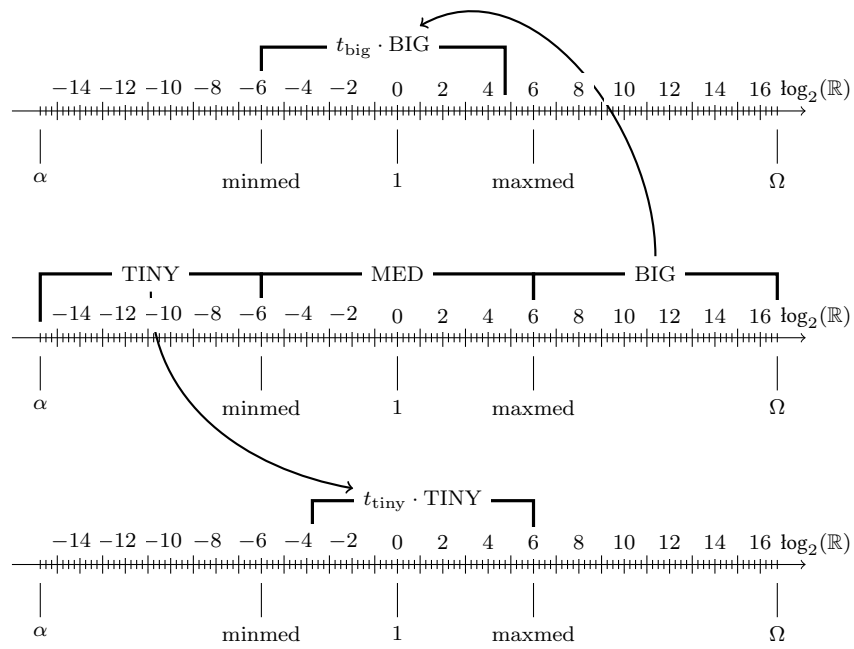 t_big · BIG
−14 −12 −10 −8 −6 −4 −2 0 2 4 6 8 10 12 14 16 log₂(ℝ)
α minmed 1 maxmed Ω
TINY MED BIG
−14 −12 −10 −8 −6 −4 −2 0 2 4 6 8 10 12 14 16 log₂(ℝ)
α minmed 1 maxmed Ω
t_tiny · TINY
−14 −12 −10 −8 −6 −4 −2 0 2 4 6 8 10 12 14 16 log₂(ℝ)
α minmed 1 maxmed Ω